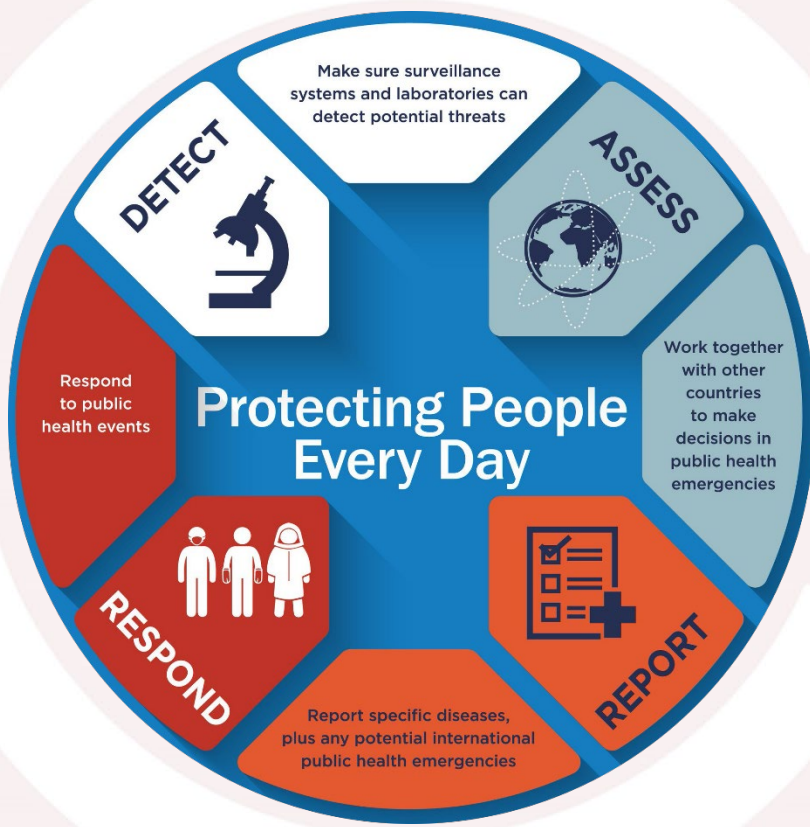 DETECT
Make sure surveillance
systems and laboratories can
detect potential threats
ASSESS
Work together
with other
countries
to make
decisions in
public health
emergencies
Protecting People
Every Day
REPORT
Report specific diseases,
plus any potential international
public health emergencies
RESPOND
Respond
to public
health events